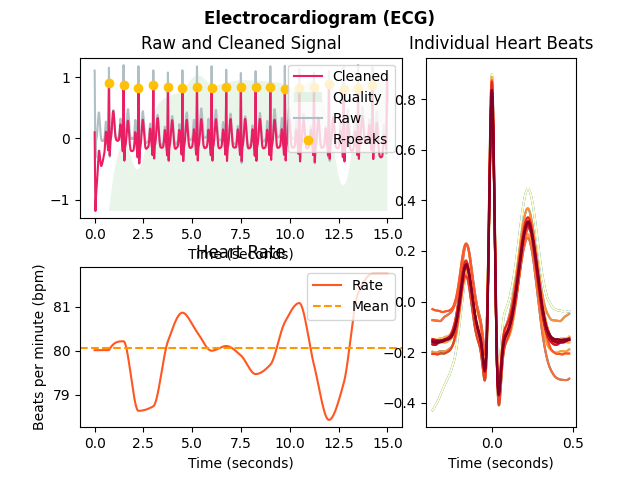 Electrocardiogram (ECG)
Raw and Cleaned Signal
Individual Heart Beats
Cleaned
Quality
Raw
R-peaks
1
0
−1
0.0 2.5 5.0 7.5 10.0 12.5 15.0
Time (seconds)
Heart Rate
Rate
Mean
Beats per minute (bpm)
81
80
79
0.0 2.5 5.0 7.5 10.0 12.5 15.0
Time (seconds)
0.8
0.6
0.4
0.2
0.0
−0.2
−0.4
0.0 0.5
Time (seconds)